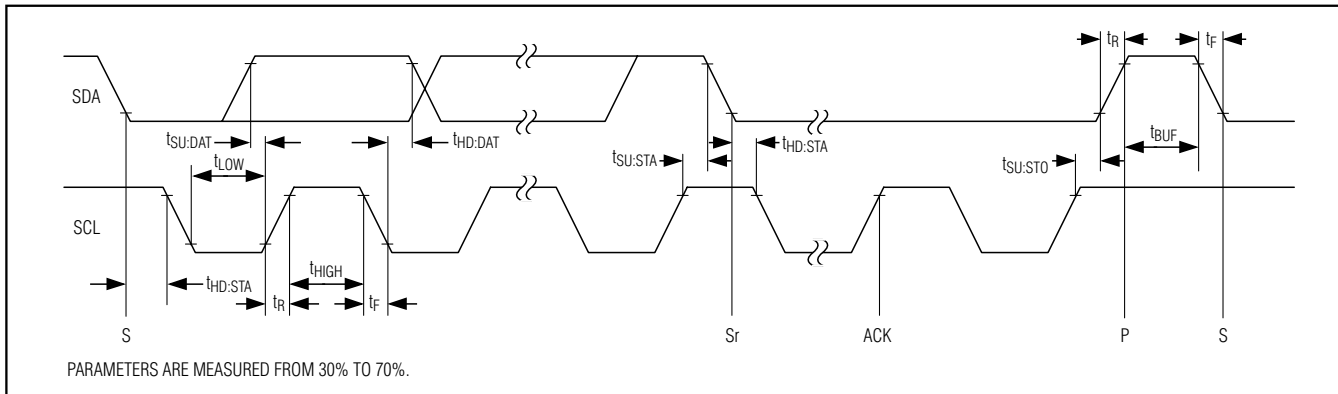 tR
tF
SDA
tSU:DAT
tHD:DAT
tLOW
tSU:STA
tHD:STA
tSU:STO
tBUF
SCL
tHIGH
tHD:STA
tR
tF
S
Sr
ACK
P
S
PARAMETERS ARE MEASURED FROM 30% TO 70%.